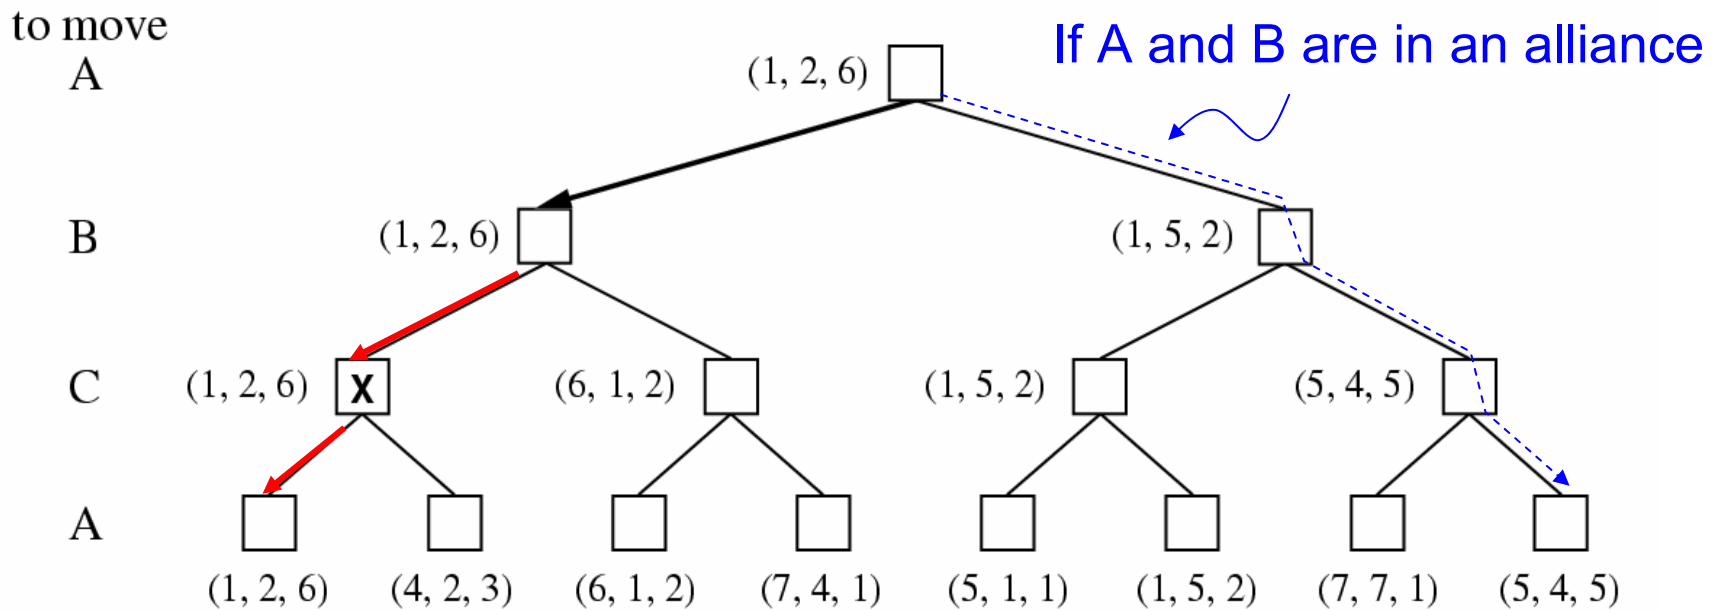 to move
If A and B are in an alliance
A (1, 2, 6)
B (1, 2, 6) (1, 5, 2)
C (1, 2, 6) X (6, 1, 2) (1, 5, 2) (5, 4, 5)
A
(1, 2, 6) (4, 2, 3) (6, 1, 2) (7, 4, 1) (5, 1, 1) (1, 5, 2) (7, 7, 1) (5, 4, 5)